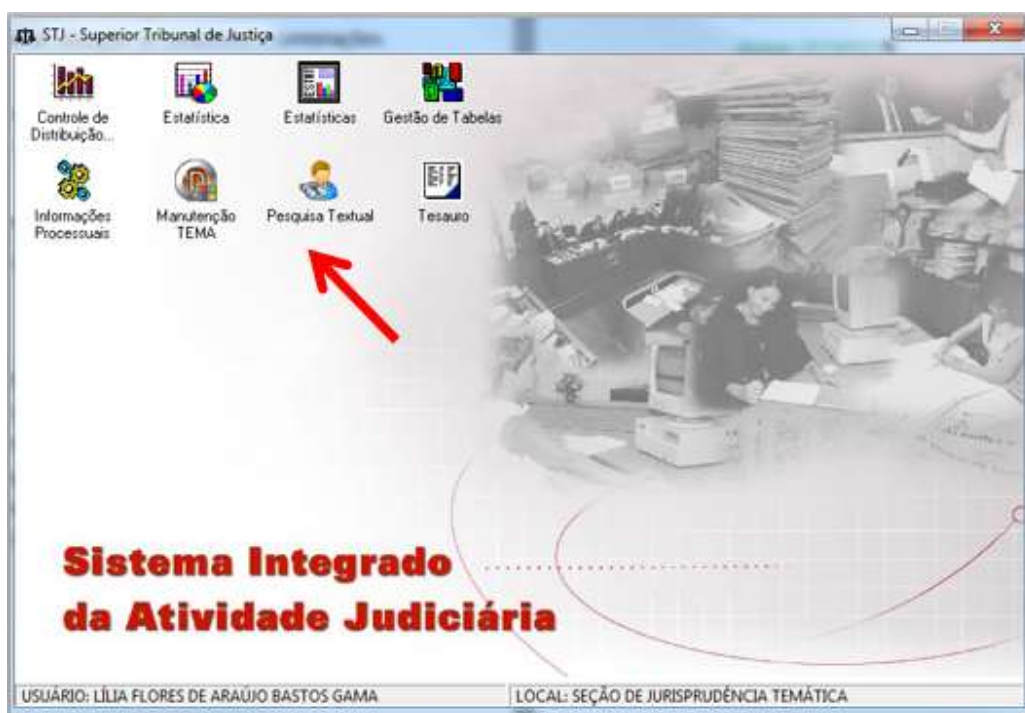 STJ - Superior Tribunal de Justiça
Controle de
Distribuição...
Estatística
Estatísticas
Gestão de Tabelas
Informações
Processuais
Manutenção
TEMA
Pesquisa Textual
Tesauro
Sistema Integrado
da Atividade Judiciária
USUÁRIO: LÍLIA FLORES DE ARAÚJO BASTOS GAMA
LOCAL: SEÇÃO DE JURISPRUDÊNCIA TEMÁTICA